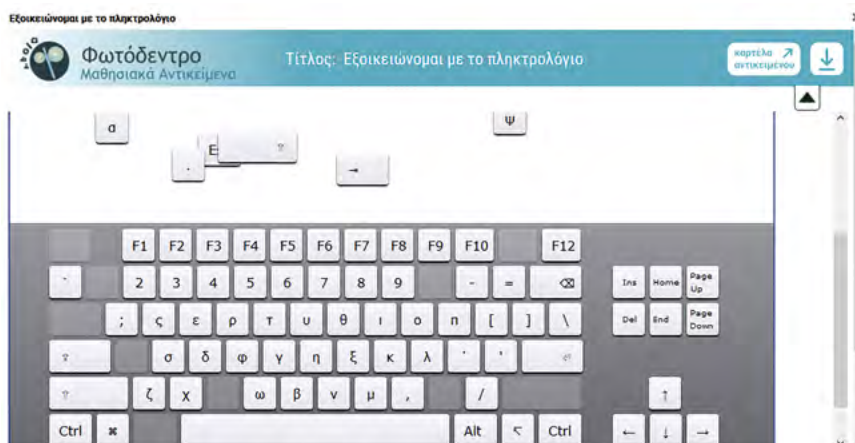 Εξοικειώνομαι με το πληκτρολόγιο
Φωτόδεντρο
Μαθησιακά Αντικείμενα
Τίτλος: Εξοικειώνομαι με το πληκτρολόγιο
καρτέλα ↗
αντικειμένου
α ψ
E ⇧
. →
F1 F2 F3 F4 F5 F6 F7 F8 F9 F10 F12
` 2 3 4 5 6 7 8 9 - = ⌫ Ins Home Page Up
; ς ε ρ τ υ θ ι ο π [ ] \ Del End Page Down
⇪ σ δ φ γ η ξ κ λ ΄ ' ⏎
⇧ ζ χ ω β ν μ , / ↑
Ctrl ⌘ Alt Ctrl ← ↓ →